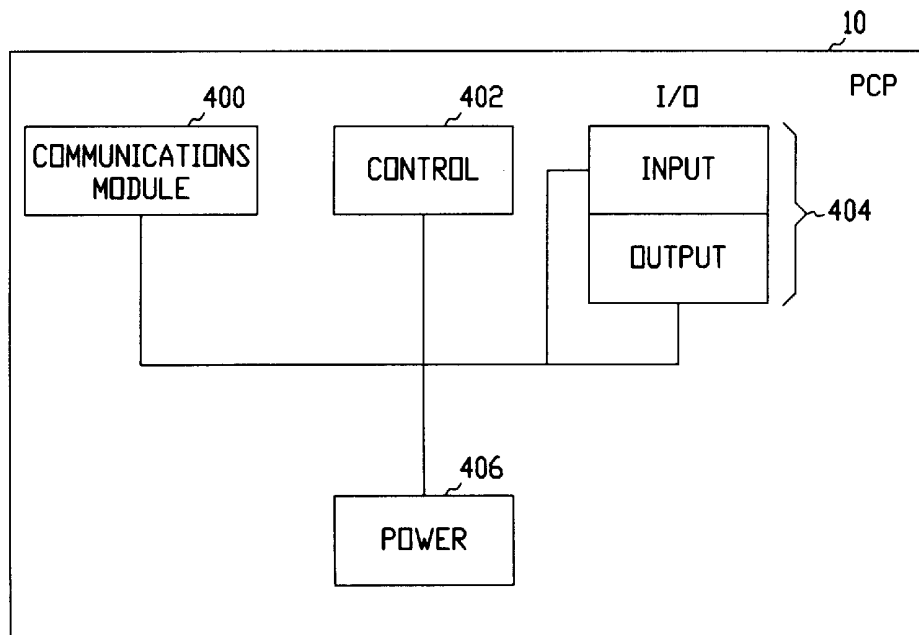 10
PCP
400
402
I/O
COMMUNICATIONS
MODULE
CONTROL
INPUT
404
OUTPUT
406
POWER